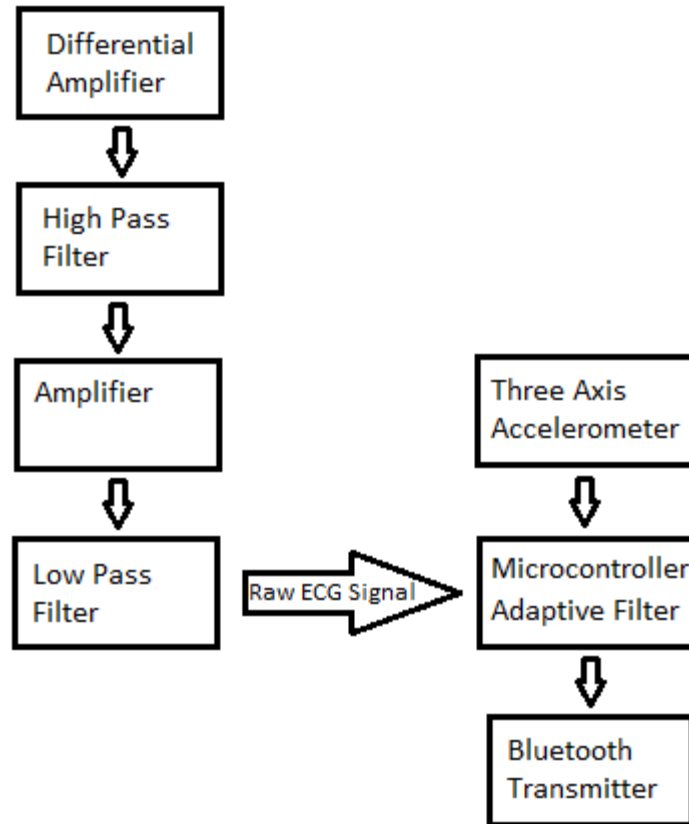 Differential
Amplifier
High Pass
Filter
Amplifier
Low Pass
Filter
Raw ECG Signal
Three Axis
Accelerometer
Microcontroller
Adaptive Filter
Bluetooth
Transmitter